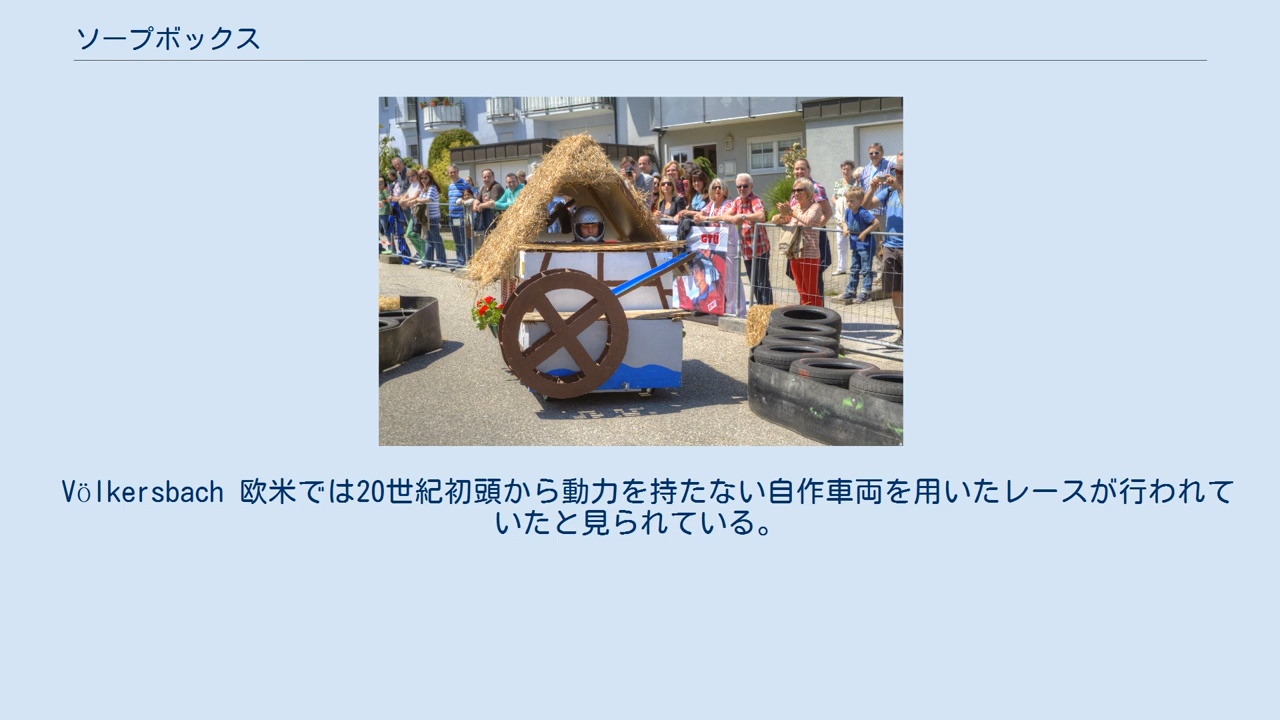 ソープボックス
GTÜ
Völkersbach 欧米では20世紀初頭から動力を持たない自作車両を用いたレースが行われて
いたと見られている。